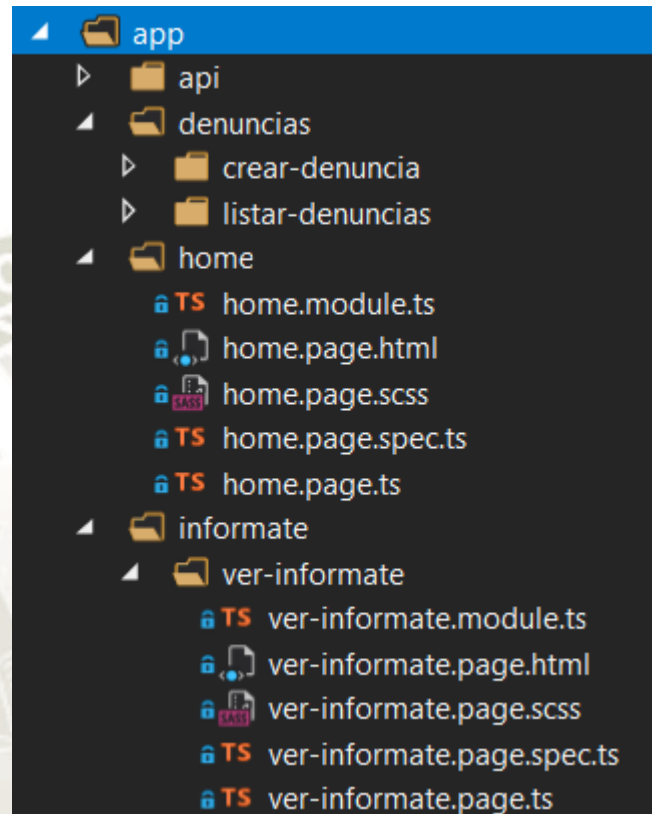 app
api
denuncias
crear-denuncia
listar-denuncias
home
TS home.module.ts
home.page.html
SASS home.page.scss
TS home.page.spec.ts
TS home.page.ts
informate
ver-informate
TS ver-informate.module.ts
ver-informate.page.html
SASS ver-informate.page.scss
TS ver-informate.page.spec.ts
TS ver-informate.page.ts